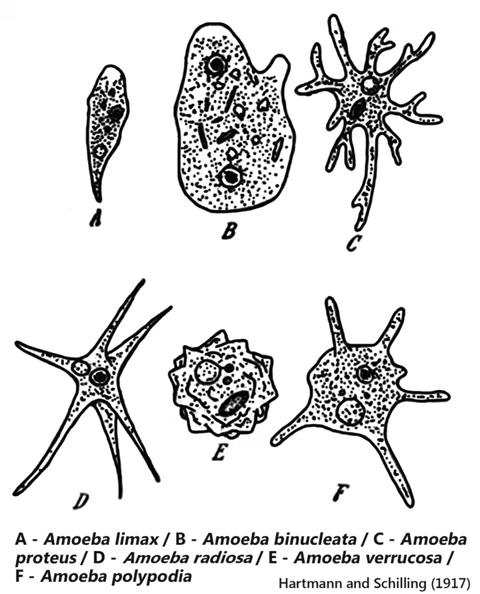 A
B
C
D
E
F
A - Amoeba limax / B - Amoeba binucleata / C - Amoeba
proteus / D - Amoeba radiosa / E - Amoeba verrucosa /
F - Amoeba polypodia
Hartmann and Schilling (1917)